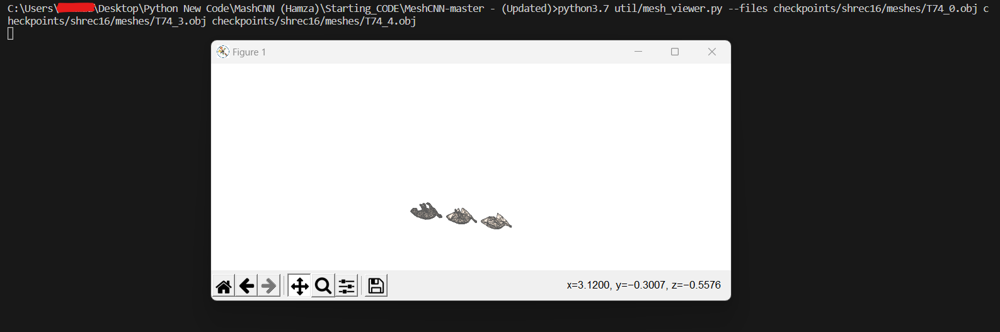 C:\Users\ \Desktop\Python New Code\MashCNN (Hamza)\Starting_CODE\MeshCNN-master - (Updated)>python3.7 util/mesh_viewer.py --files checkpoints/shrec16/meshes/T74_0.obj c
heckpoints/shrec16/meshes/T74_3.obj checkpoints/shrec16/meshes/T74_4.obj
Figure 1
x=3.1200, y=−0.3007, z=−0.5576